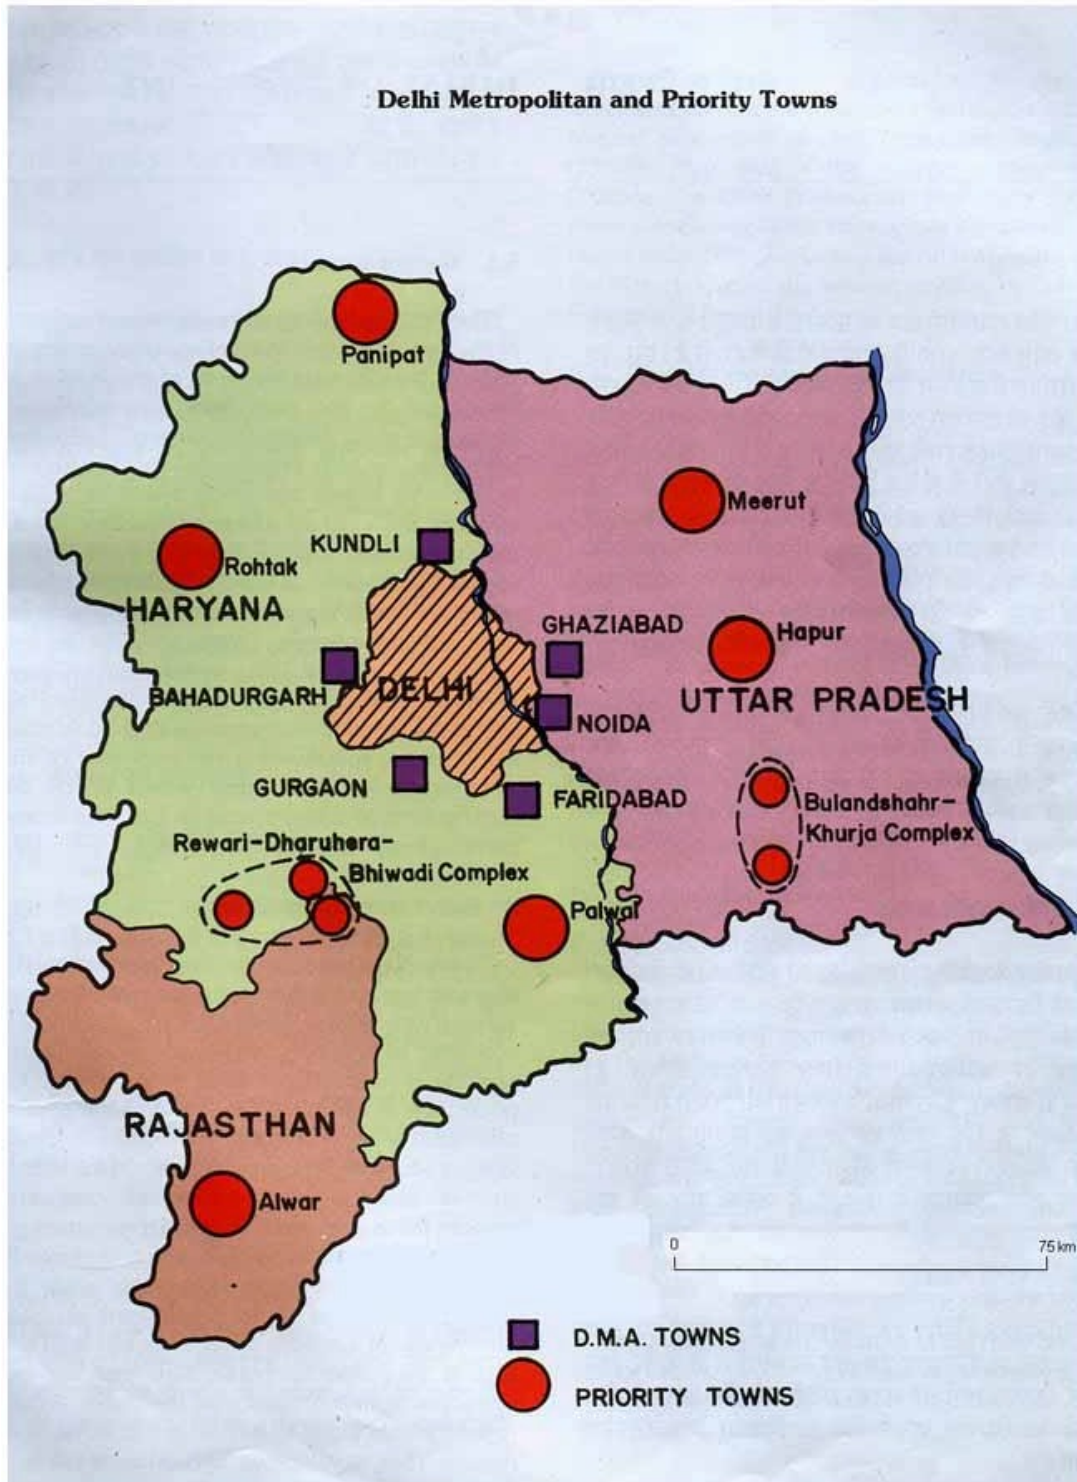 Delhi Metropolitan and Priority Towns
Panipat
Meerut
KUNDLI
Rohtak
HARYANA
GHAZIABAD
Hapur
BAHADURGARH
DELHI
UTTAR PRADESH
NOIDA
GURGAON
FARIDABAD
Bulandshahr-
Khurja Complex
Rewari-Dharuhera-
Bhiwadi Complex
Palwal
RAJASTHAN
Alwar
0
75 km
D.M.A. TOWNS
PRIORITY TOWNS